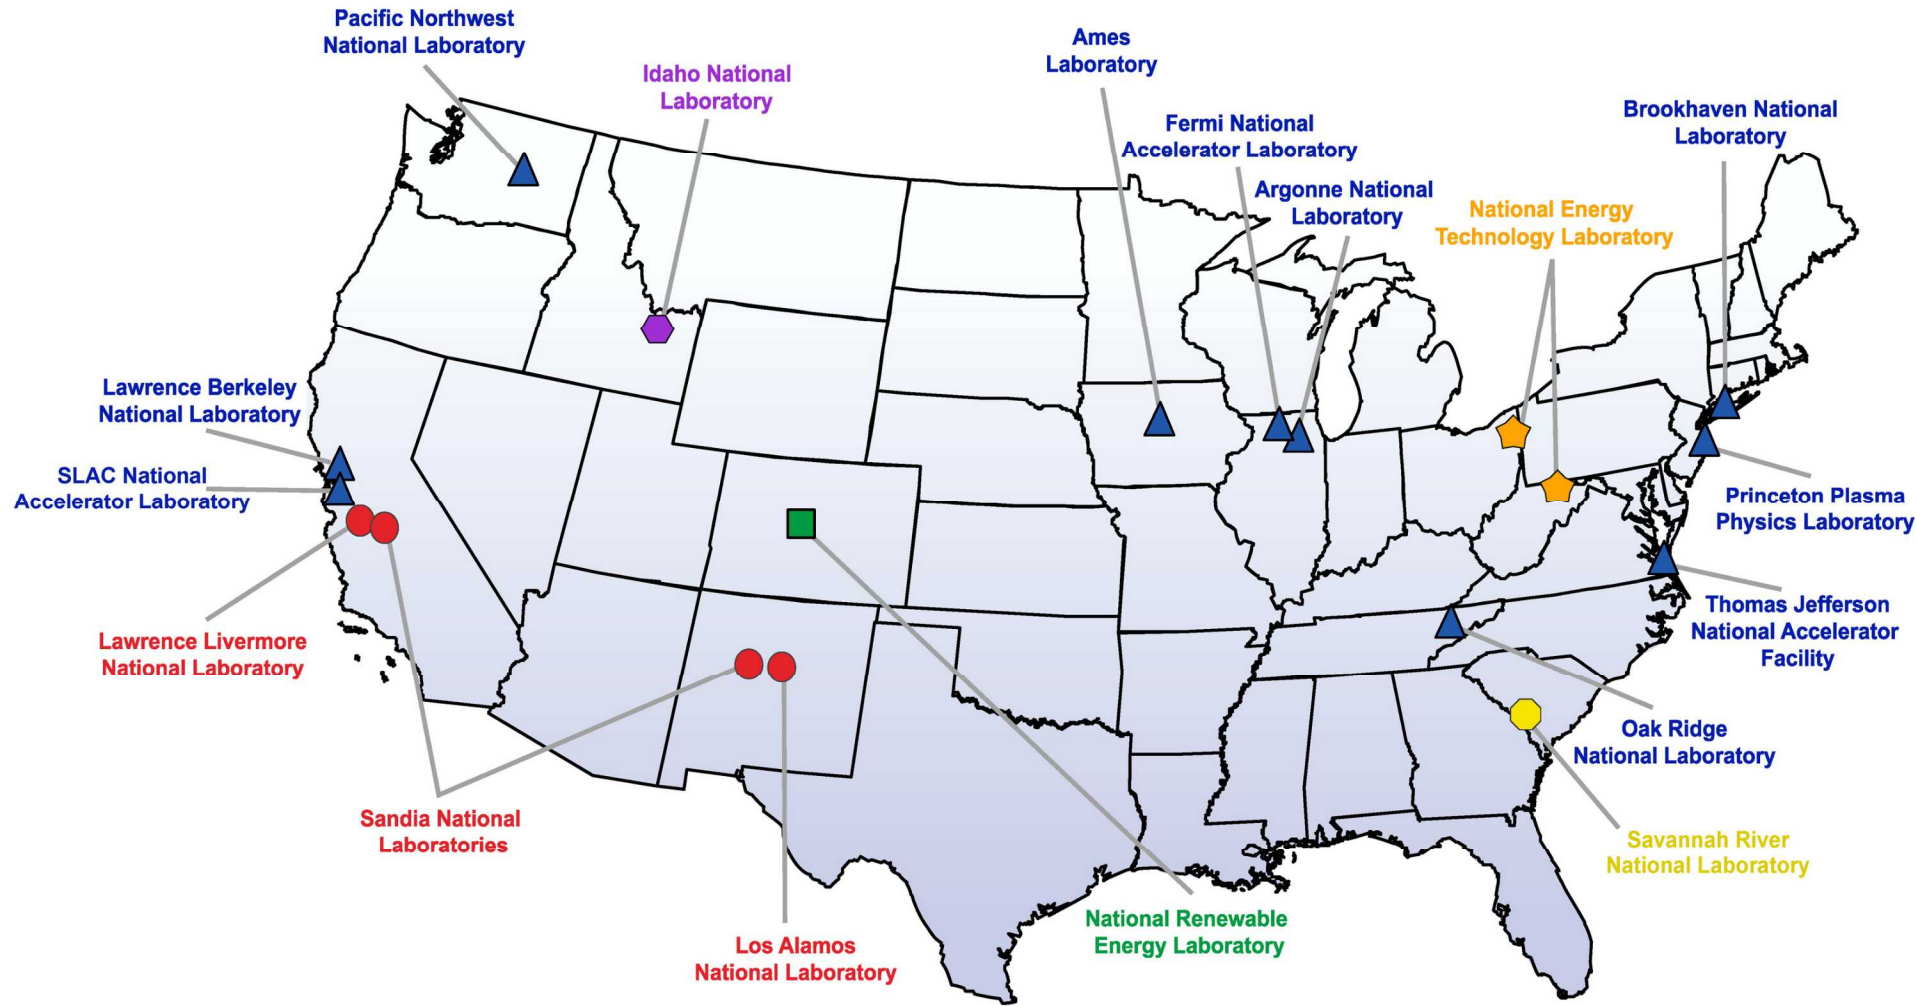 Pacific Northwest
National Laboratory
Idaho National
Laboratory
Ames
Laboratory
Fermi National
Accelerator Laboratory
Argonne National
Laboratory
Brookhaven National
Laboratory
National Energy
Technology Laboratory
Lawrence Berkeley
National Laboratory
SLAC National
Accelerator Laboratory
Princeton Plasma
Physics Laboratory
Lawrence Livermore
National Laboratory
Thomas Jefferson
National Accelerator
Facility
Oak Ridge
National Laboratory
Sandia National
Laboratories
Savannah River
National Laboratory
National Renewable
Energy Laboratory
Los Alamos
National Laboratory